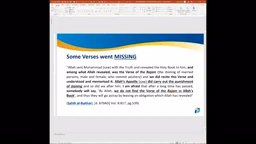 Some Verses went MISSING
"Allah sent Muhammad (saw) with the Truth and revealed the Holy Book to him, and
among what Allah revealed, was the Verse of the Rajam (the stoning of married
persons, male and female, who commit adultery) and we did recite this Verse and
understood and memorized it. Allah's Apostle (saw) did carry out the punishment
of stoning and so did we after him. I am afraid that after a long time has passed,
somebody will say, 'By Allah, we do not find the Verse of the Rajam in Allah's
Book', and thus they will go astray by leaving an obligation which Allah has revealed"
(Sahih al-Bukhari,